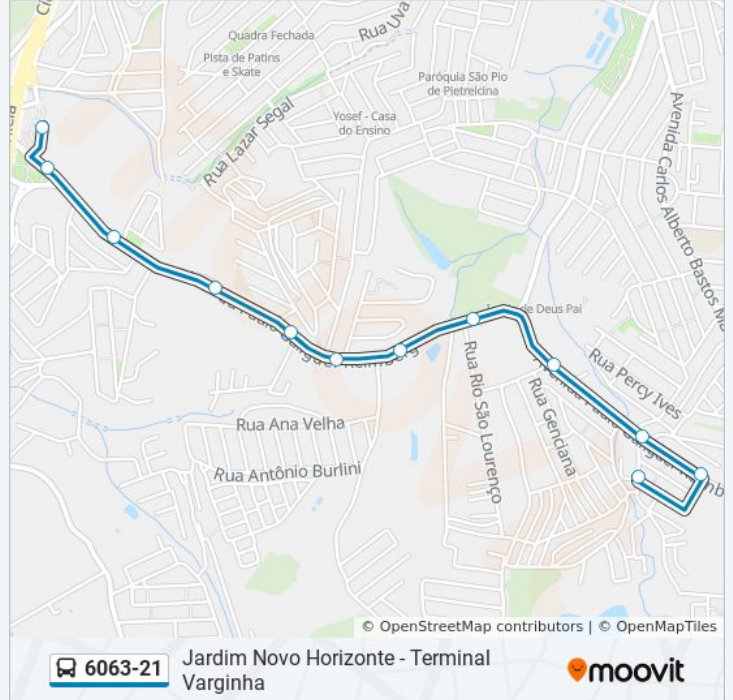 Quadra Fechada
Rua Uva
Pista de Patins
e Skate
Paróquia São Pio
de Pietrelcina
Yosef - Casa
do Ensino
Rua Lazar Segal
Avenida Carlos Alberto Bastos Ma
de Deus Pai
Rua Percy Ives
Rua Genciana
Rua Rio São Lourenço
Rua Ana Velha
Rua Antônio Burlini
© OpenStreetMap contributors | © OpenMapTiles
6063-21
Jardim Novo Horizonte - Terminal
Varginha
moovit